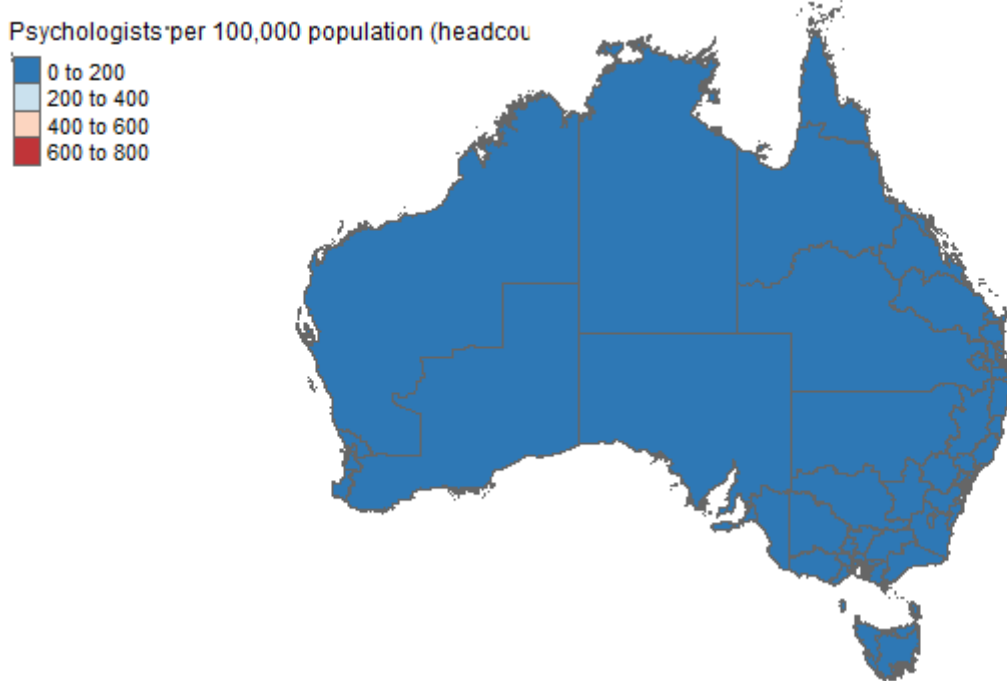 Psychologists per 100,000 population (headcou
0 to 200
200 to 400
400 to 600
600 to 800